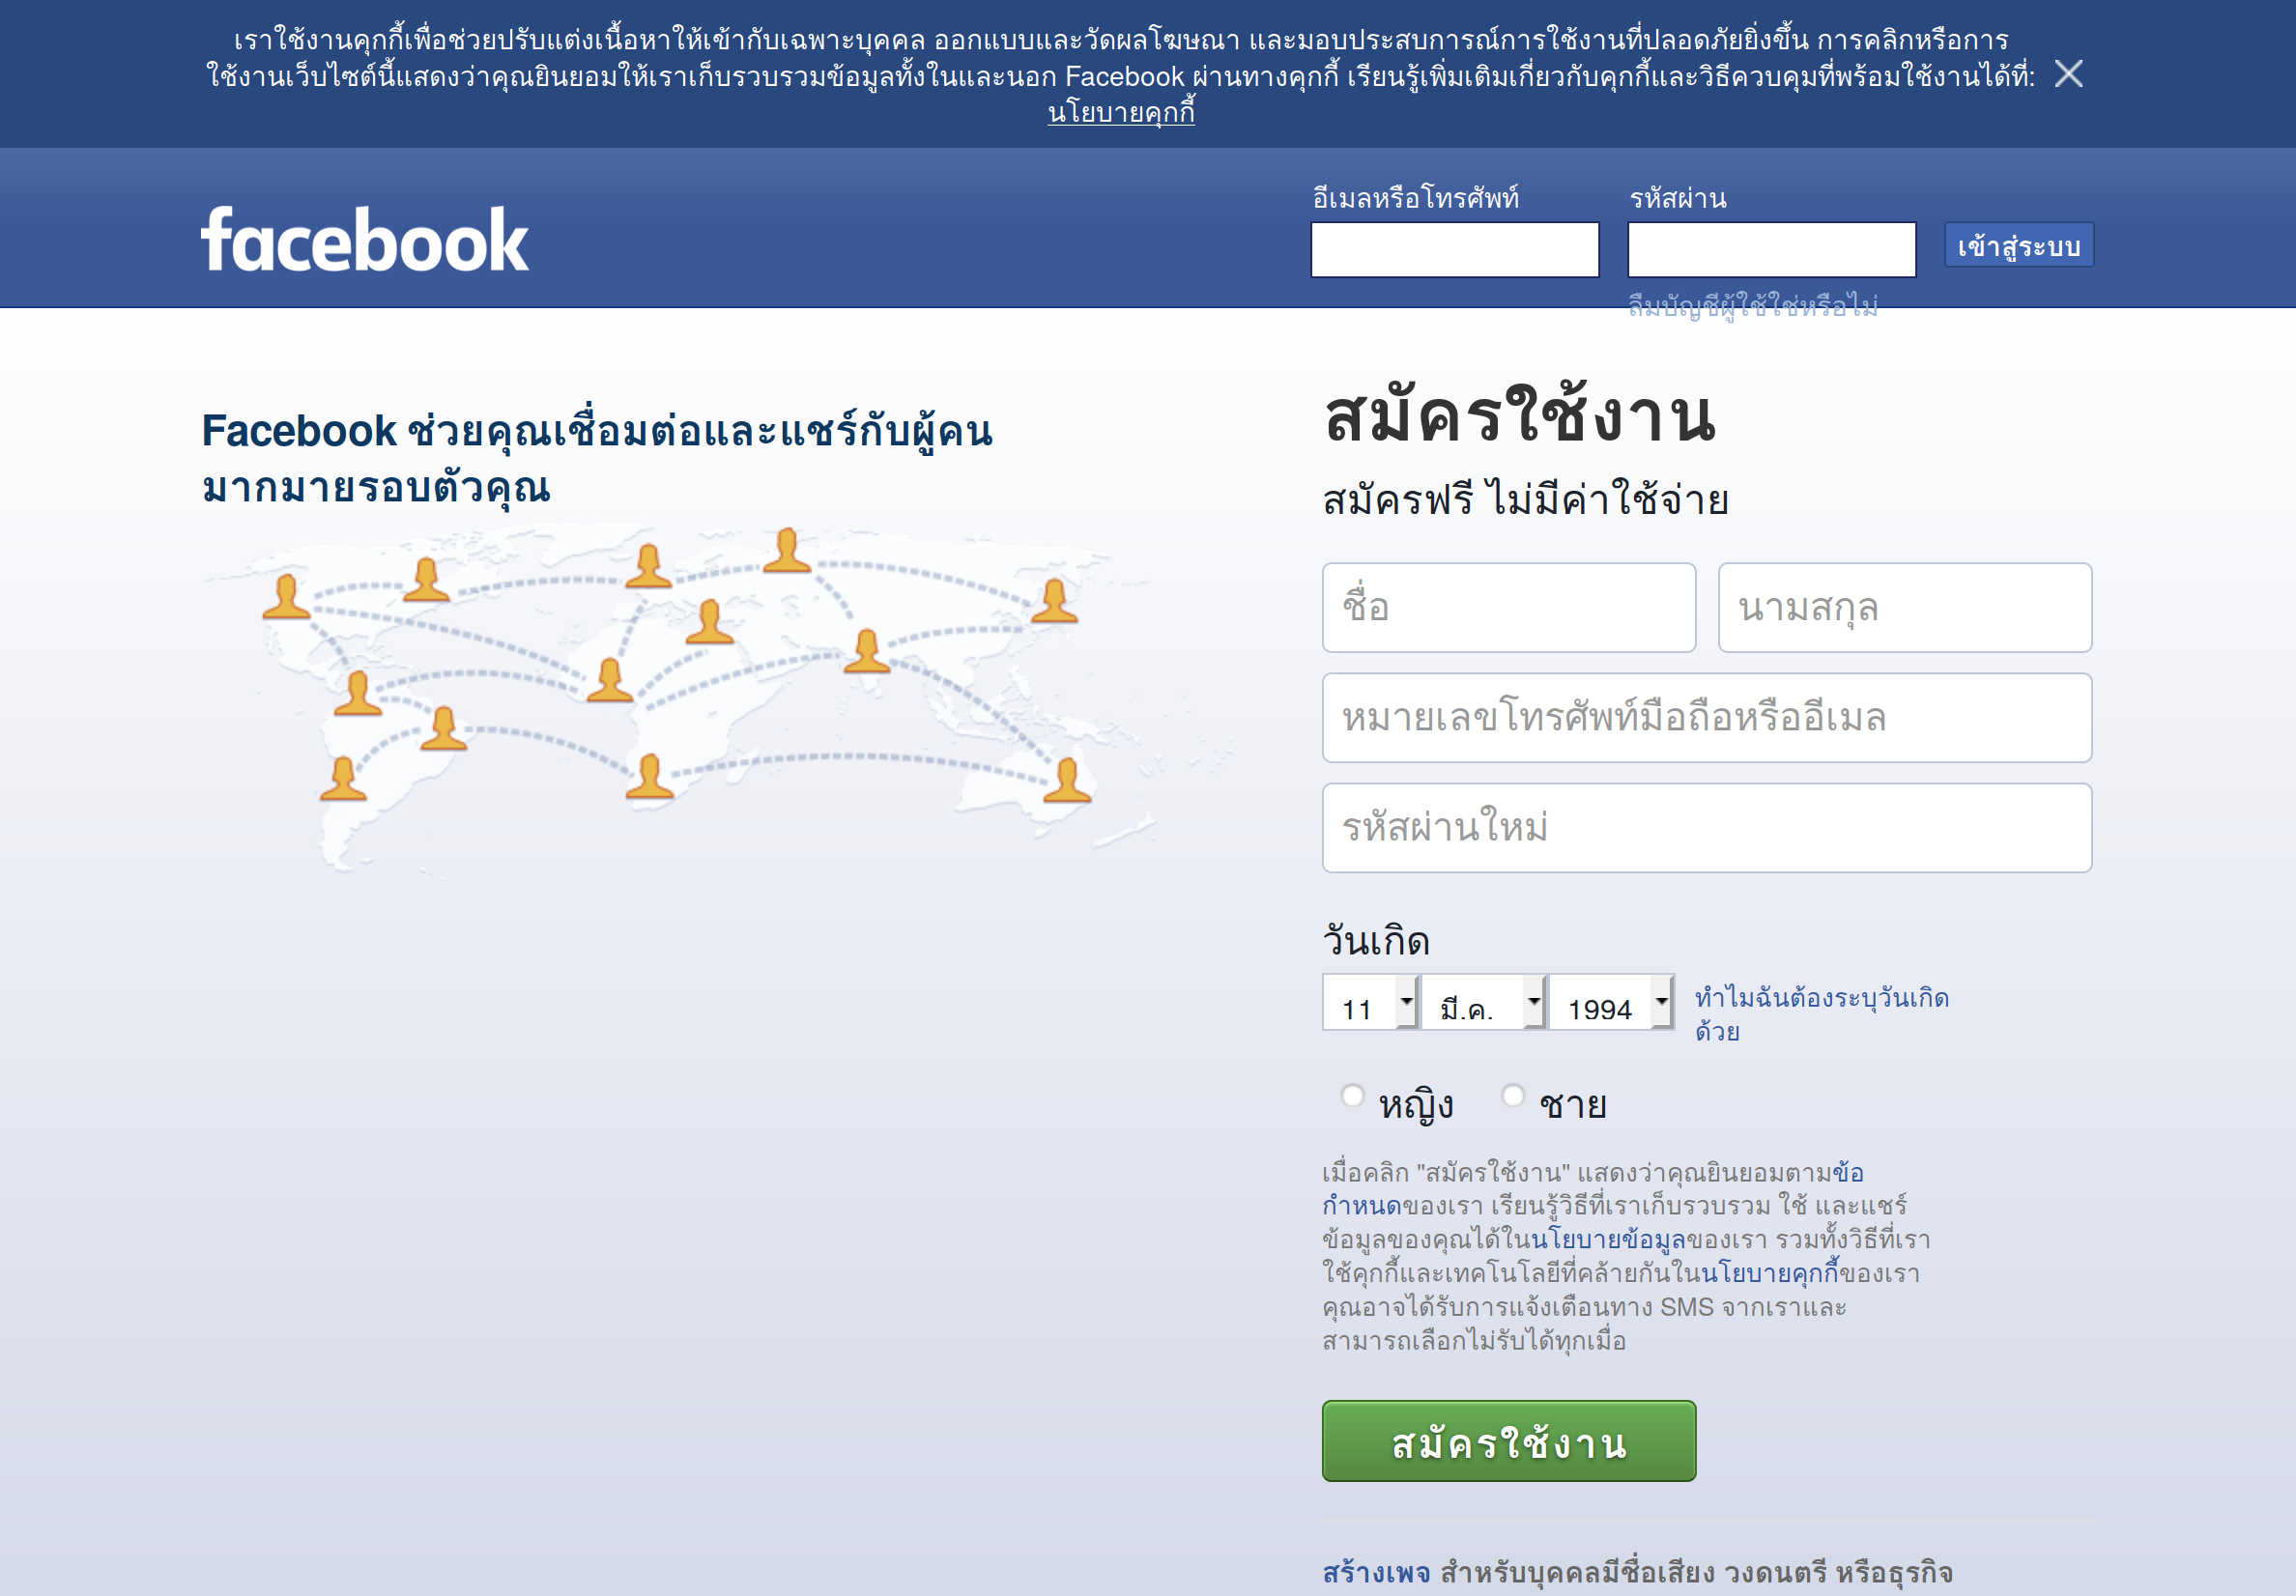 เราใช้งานคุกกี้เพื่อช่วยปรับแต่งเนื้อหาให้เข้ากับเฉพาะบุคคล ออกแบบและวัดผลโฆษณา และมอบประสบการณ์การใช้งานที่ปลอดภัยยิ่งขึ้น การคลิกหรือการ
ใช้งานเว็บไซต์นี้แสดงว่าคุณยินยอมให้เราเก็บรวบรวมข้อมูลทั้งในและนอก Facebook ผ่านทางคุกกี้ เรียนรู้เพิ่มเติมเกี่ยวกับคุกกี้และวิธีควบคุมที่พร้อมใช้งานได้ที่:
นโยบายคุกกี้
facebook
อีเมลหรือโทรศัพท์
รหัสผ่าน
เข้าสู่ระบบ
ลืมบัญชีผู้ใช้ใช่หรือไม่
Facebook ช่วยคุณเชื่อมต่อและแชร์กับผู้คน
มากมายรอบตัวคุณ
สมัครใช้งาน
สมัครฟรี ไม่มีค่าใช้จ่าย
ชื่อ
นามสกุล
หมายเลขโทรศัพท์มือถือหรืออีเมล
รหัสผ่านใหม่
วันเกิด
11 มี.ค. 1994
ทำไมฉันต้องระบุวันเกิด
ด้วย
หญิง ชาย
เมื่อคลิก "สมัครใช้งาน" แสดงว่าคุณยินยอมตามข้อ
กำหนดของเรา เรียนรู้วิธีที่เราเก็บรวบรวม ใช้ และแชร์
ข้อมูลของคุณได้ในนโยบายข้อมูลของเรา รวมทั้งวิธีที่เรา
ใช้คุกกี้และเทคโนโลยีที่คล้ายกันในนโยบายคุกกี้ของเรา
คุณอาจได้รับการแจ้งเตือนทาง SMS จากเราและ
สามารถเลือกไม่รับได้ทุกเมื่อ
สมัครใช้งาน
สร้างเพจ สำหรับบุคคลมีชื่อเสียง วงดนตรี หรือธุรกิจ